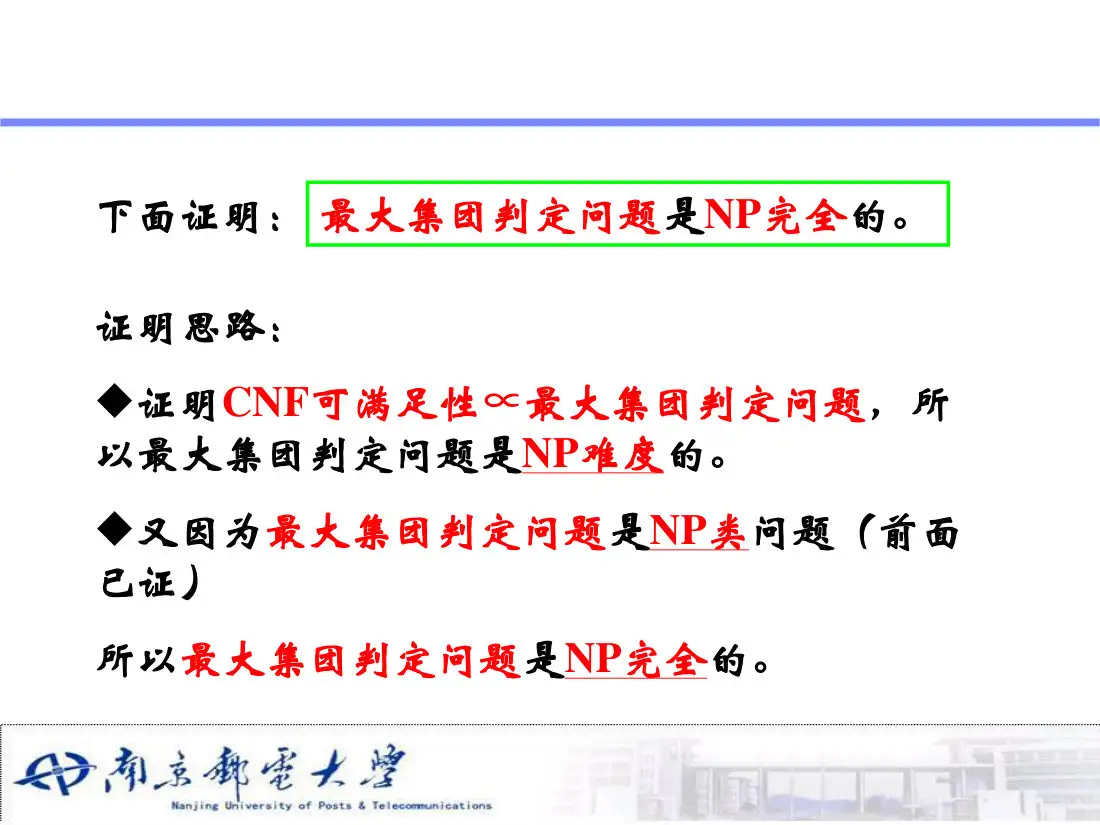 下面证明： 最大集团判定问题是NP完全的。
证明思路：
◆证明CNF可满足性∝最大集团判定问题，所
以最大集团判定问题是NP难度的。
◆又因为最大集团判定问题是NP类问题（前面
已证）
所以最大集团判定问题是NP完全的。
南京郵電大學
Nanjing University of Posts & Telecommunications